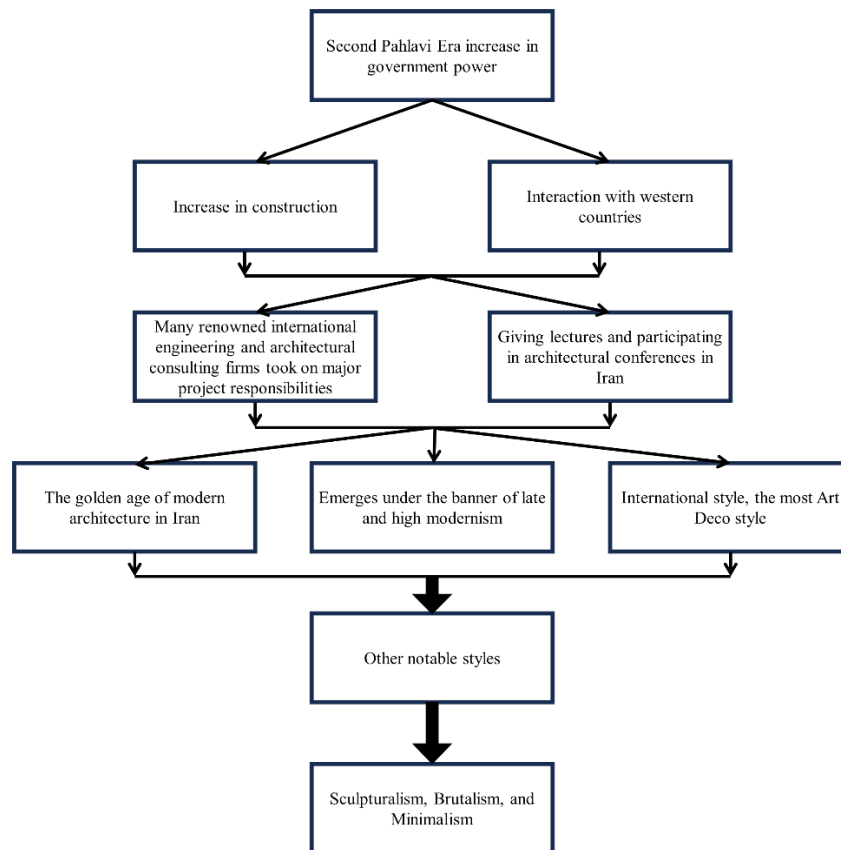 Second Pahlavi Era increase in
government power
Increase in construction
Interaction with western
countries
Many renowned international
engineering and architectural
consulting firms took on major
project responsibilities
Giving lectures and participating
in architectural conferences in
Iran
The golden age of modern
architecture in Iran
Emerges under the banner of late
and high modernism
International style, the most Art
Deco style
Other notable styles
Sculpturalism, Brutalism, and
Minimalism